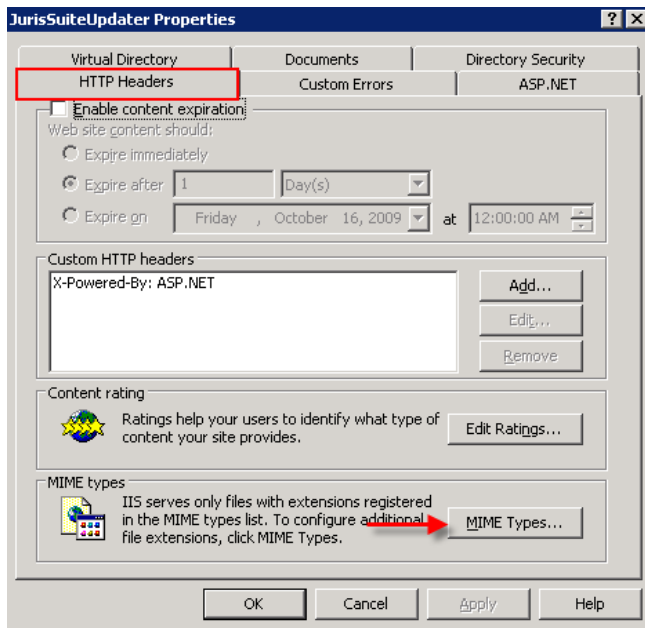 JurisSuiteUpdater Properties
Virtual Directory
Documents
Directory Security
HTTP Headers
Custom Errors
ASP.NET
Enable content expiration
Web site content should:
Expire immediately
Expire after 1 Day(s)
Expire on Friday , October 16, 2009 at 12:00:00 AM
Custom HTTP headers
X-Powered-By: ASP.NET
Add...
Edit...
Remove
Content rating
Ratings help your users to identify what type of
content your site provides.
Edit Ratings...
MIME types
IIS serves only files with extensions registered
in the MIME types list. To configure additional
file extensions, click MIME Types.
MIME Types...
OK
Cancel
Apply
Help